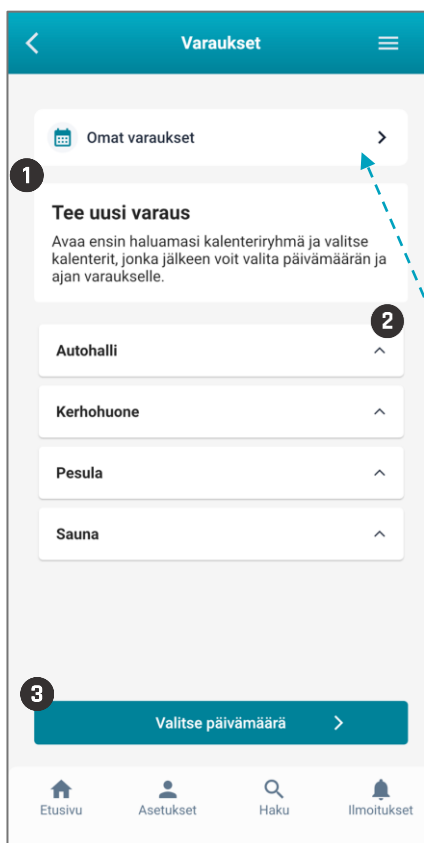 Varaukset
Omat varaukset
1
Tee uusi varaus
Avaa ensin haluamasi kalenteriryhmä ja valitse
kalenterit, jonka jälkeen voit valita päivämäärän ja
ajan varaukselle.
2
Autohalli
Kerhohuone
Pesula
Sauna
3
Valitse päivämäärä
Etusivu Asetukset Haku Ilmoitukset